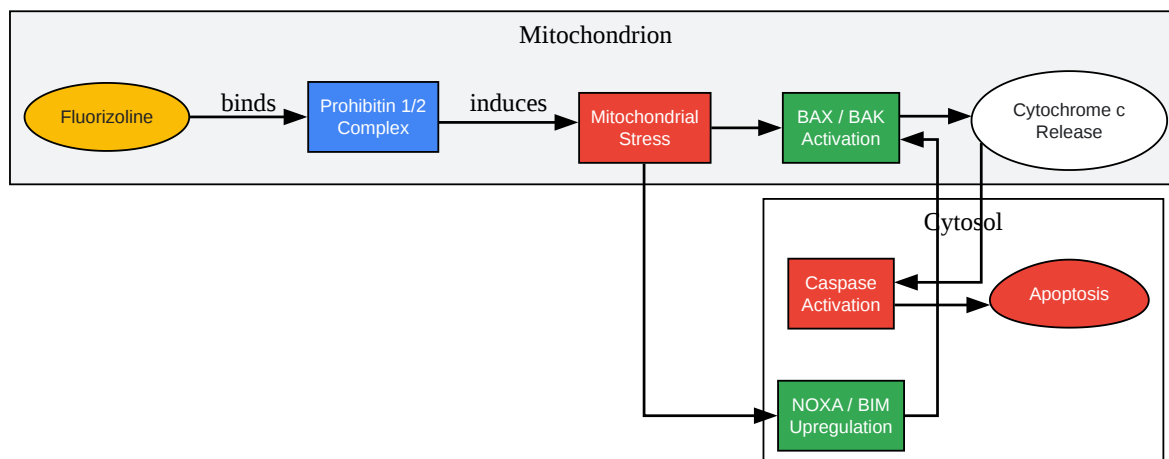 Mitochondrion
Fluorizoline
binds
Prohibitin 1/2
Complex
induces
Mitochondrial
Stress
BAX / BAK
Activation
Cytochrome c
Release
Cytosol
Caspase
Activation
Apoptosis
NOXA / BIM
Upregulation